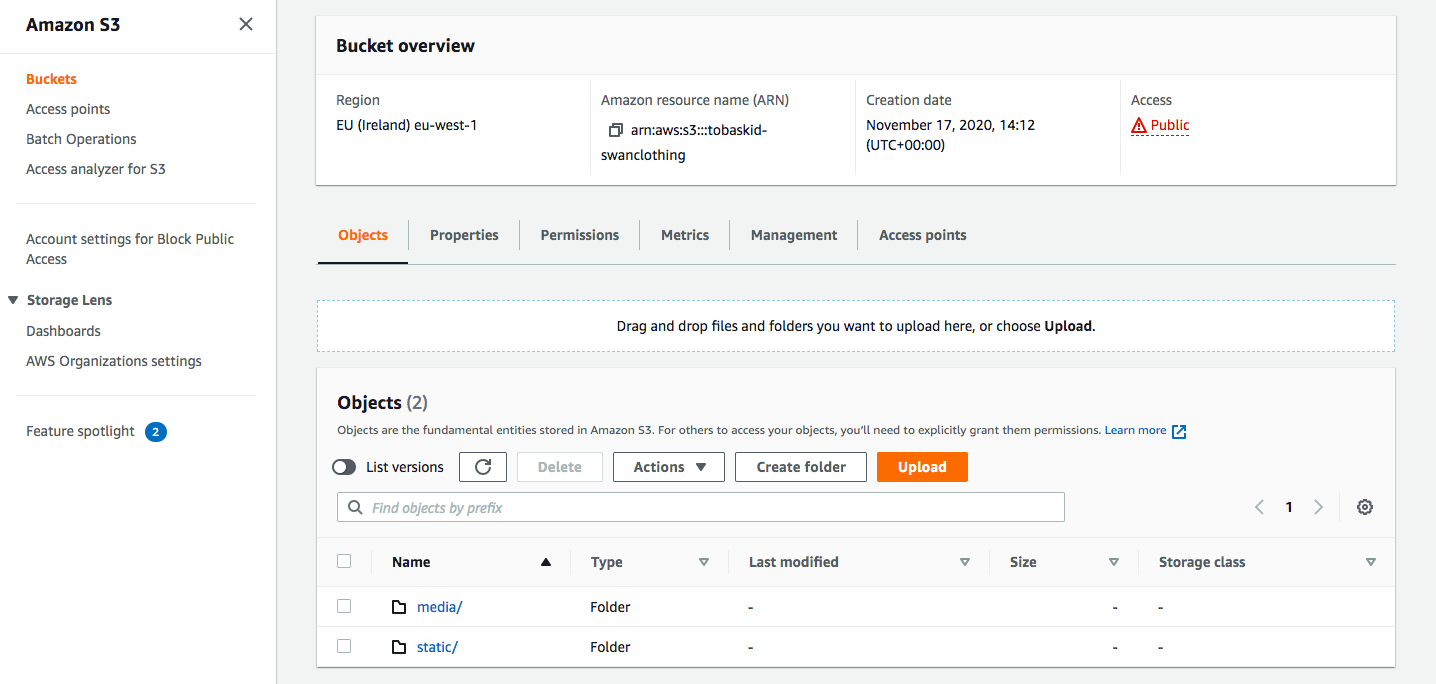 Amazon S3
Buckets
Access points
Batch Operations
Access analyzer for S3
Account settings for Block Public
Access
Storage Lens
Dashboards
AWS Organizations settings
Feature spotlight 2
Bucket overview
Region
EU (Ireland) eu-west-1
Amazon resource name (ARN)
arn:aws:s3:::tobaskid-
swanclothing
Creation date
November 17, 2020, 14:12
(UTC+00:00)
Access
Public
Objects Properties Permissions Metrics Management Access points
Drag and drop files and folders you want to upload here, or choose Upload.
Objects (2)
Objects are the fundamental entities stored in Amazon S3. For others to access your objects, you'll need to explicitly grant them permissions. Learn more
List versions Delete Actions Create folder Upload
Find objects by prefix 1
Name Type Last modified Size Storage class
media/ Folder - - -
static/ Folder - - -